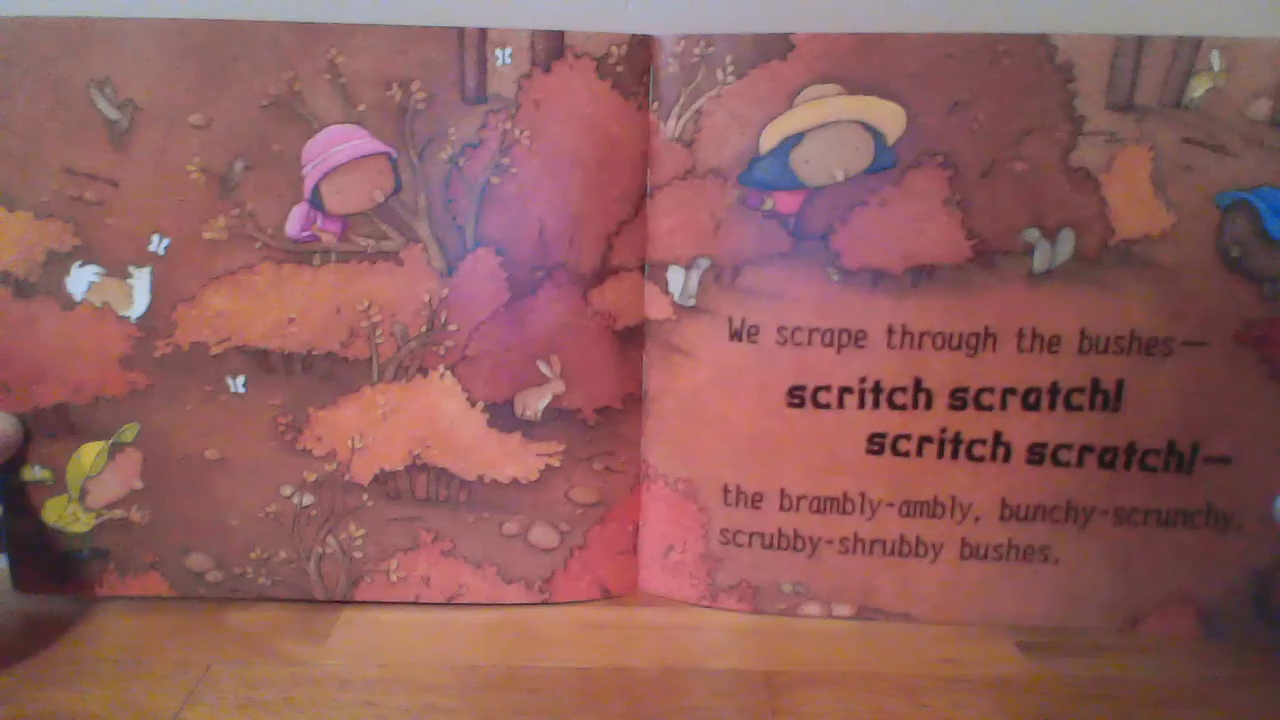 We scrape through the bushes—
scritch scratch!
scritch scratch!—
the brambly-ambly, bunchy-scrunchy,
scrubby-shrubby bushes.